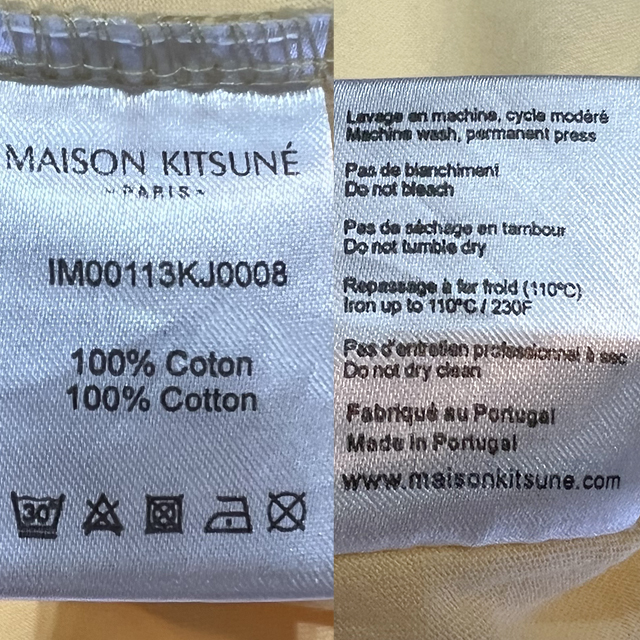 MAISON KITSUNÉ
PARIS
IM00113KJ0008
100% Coton
100% Cotton
30°
Lavage en machine, cycle modéré
Machine wash, permanent press
Pas de blanchiment
Do not bleach
Pas de séchage en tambour
Do not tumble dry
Repassage à fer froid (110°C)
Iron up to 110°C / 230F
Pas d'entretien professionnel à sec
Do not dry clean
Fabriqué au Portugal
Made in Portugal
www.maisonkitsune.com